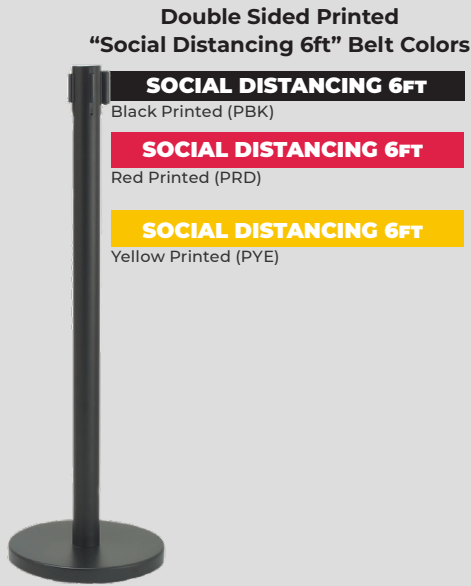 Double Sided Printed
“Social Distancing 6ft” Belt Colors
SOCIAL DISTANCING 6FT
Black Printed (PBK)
SOCIAL DISTANCING 6FT
Red Printed (PRD)
SOCIAL DISTANCING 6FT
Yellow Printed (PYE)